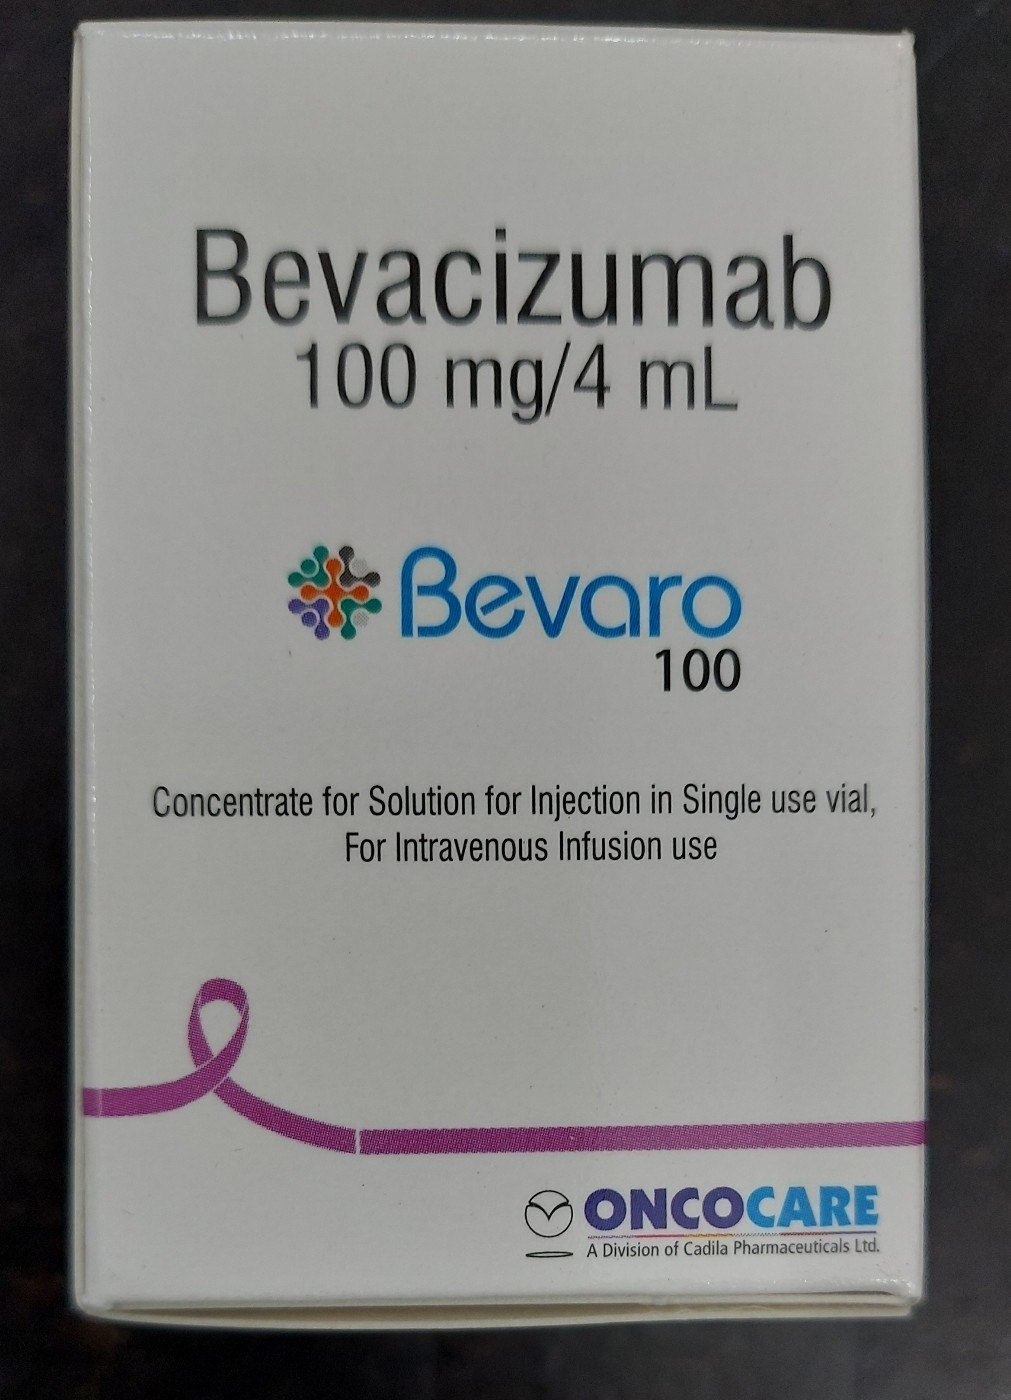 Bevacizumab
100 mg/4 mL
Bevaro
100
Concentrate for Solution for Injection in Single use vial,
For Intravenous Infusion use
ONCOCARE
A Division of Cadila Pharmaceuticals Ltd.